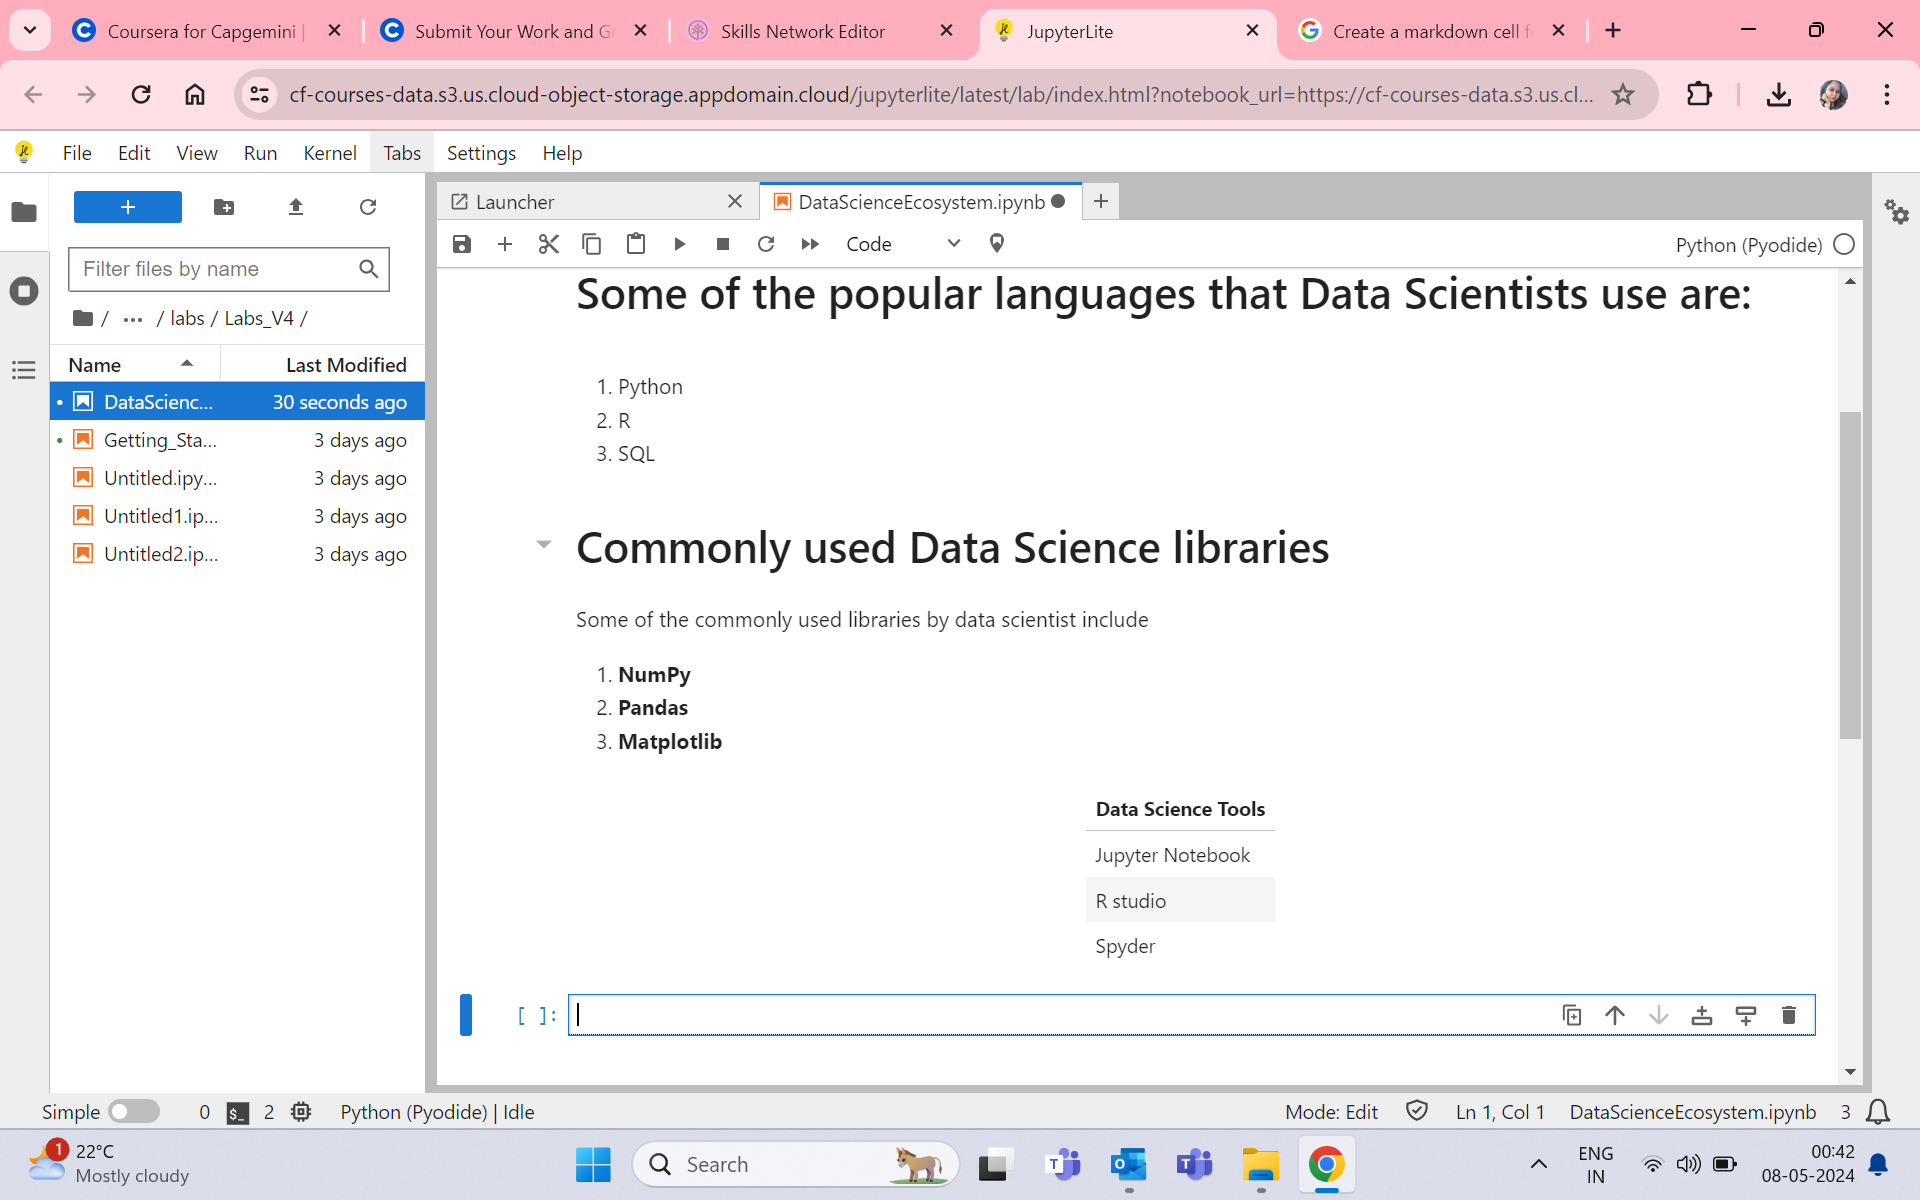 Coursera for Capgemini |
Submit Your Work and G
Skills Network Editor
JupyterLite
Create a markdown cell f
cf-courses-data.s3.us.cloud-object-storage.appdomain.cloud/jupyterlite/latest/lab/index.html?notebook_url=https://cf-courses-data.s3.us.cl...
File Edit View Run Kernel Tabs Settings Help
Launcher
DataScienceEcosystem.ipynb
Code
Python (Pyodide)
Filter files by name
/ ... / labs / Labs_V4 /
Name Last Modified
DataScienc... 30 seconds ago
Getting_Sta... 3 days ago
Untitled.ipy... 3 days ago
Untitled1.ip... 3 days ago
Untitled2.ip... 3 days ago
Some of the popular languages that Data Scientists use are:
1. Python
2. R
3. SQL
Commonly used Data Science libraries
Some of the commonly used libraries by data scientist include
1. NumPy
2. Pandas
3. Matplotlib
Data Science Tools
Jupyter Notebook
R studio
Spyder
[ ]:
Simple 0 $_ 2 Python (Pyodide) | Idle
Mode: Edit Ln 1, Col 1 DataScienceEcosystem.ipynb 3
1 22°C
Mostly cloudy
Search
ENG
IN
00:42
08-05-2024